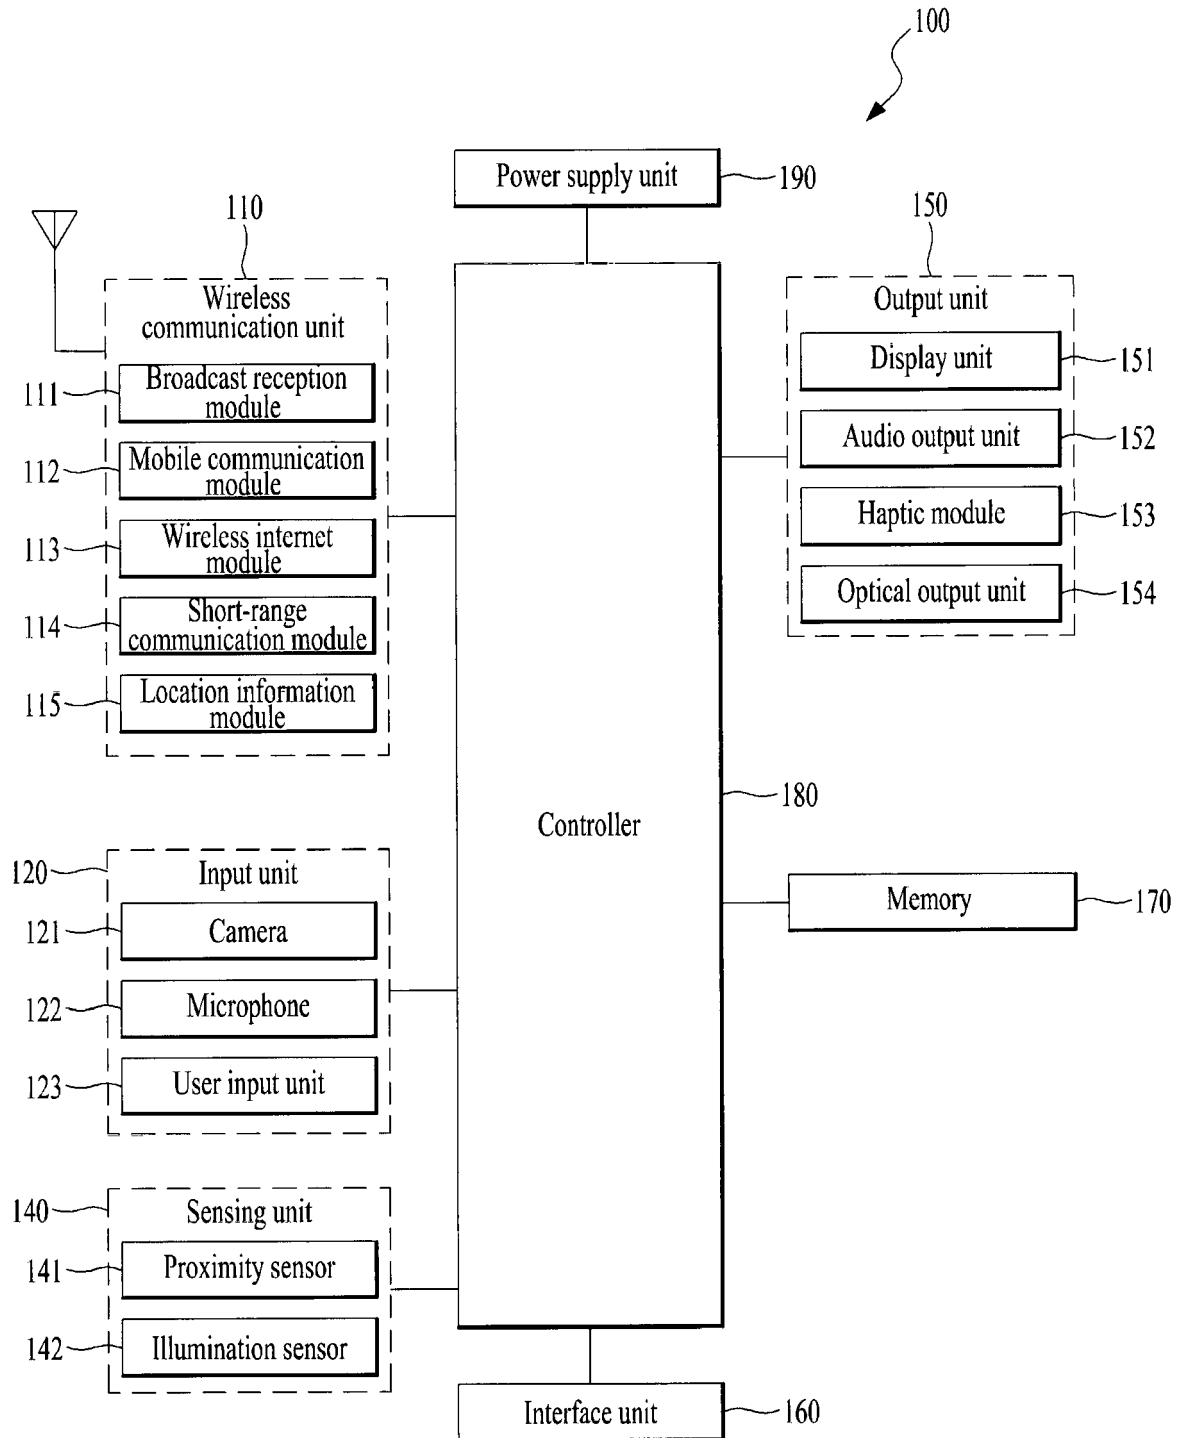 100
Power supply unit
190
110
150
Wireless
communication unit
Output unit
Broadcast reception
module
111
Display unit
151
Mobile communication
module
112
Audio output unit
152
Wireless internet
module
113
Haptic module
153
Short-range
communication module
114
Optical output unit
154
Location information
module
115
Controller
180
120
Input unit
121
Camera
Memory
170
122
Microphone
123
User input unit
140
Sensing unit
141
Proximity sensor
142
Illumination sensor
Interface unit
160